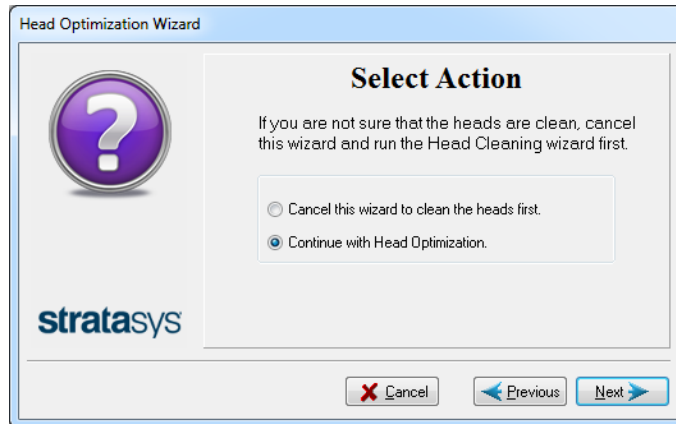 Head Optimization Wizard
Select Action
If you are not sure that the heads are clean, cancel
this wizard and run the Head Cleaning wizard first.
Cancel this wizard to clean the heads first.
Continue with Head Optimization.
stratasys
Cancel
Previous
Next